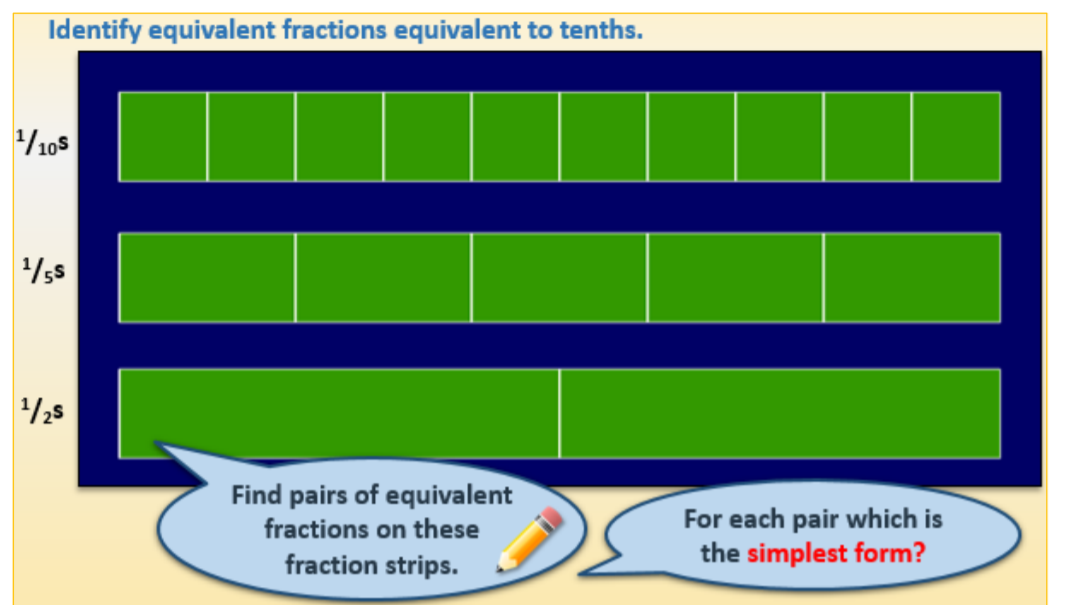 Identify equivalent fractions equivalent to tenths.
1/10s
1/5s
1/2s
Find pairs of equivalent
fractions on these
fraction strips.
For each pair which is
the simplest form?